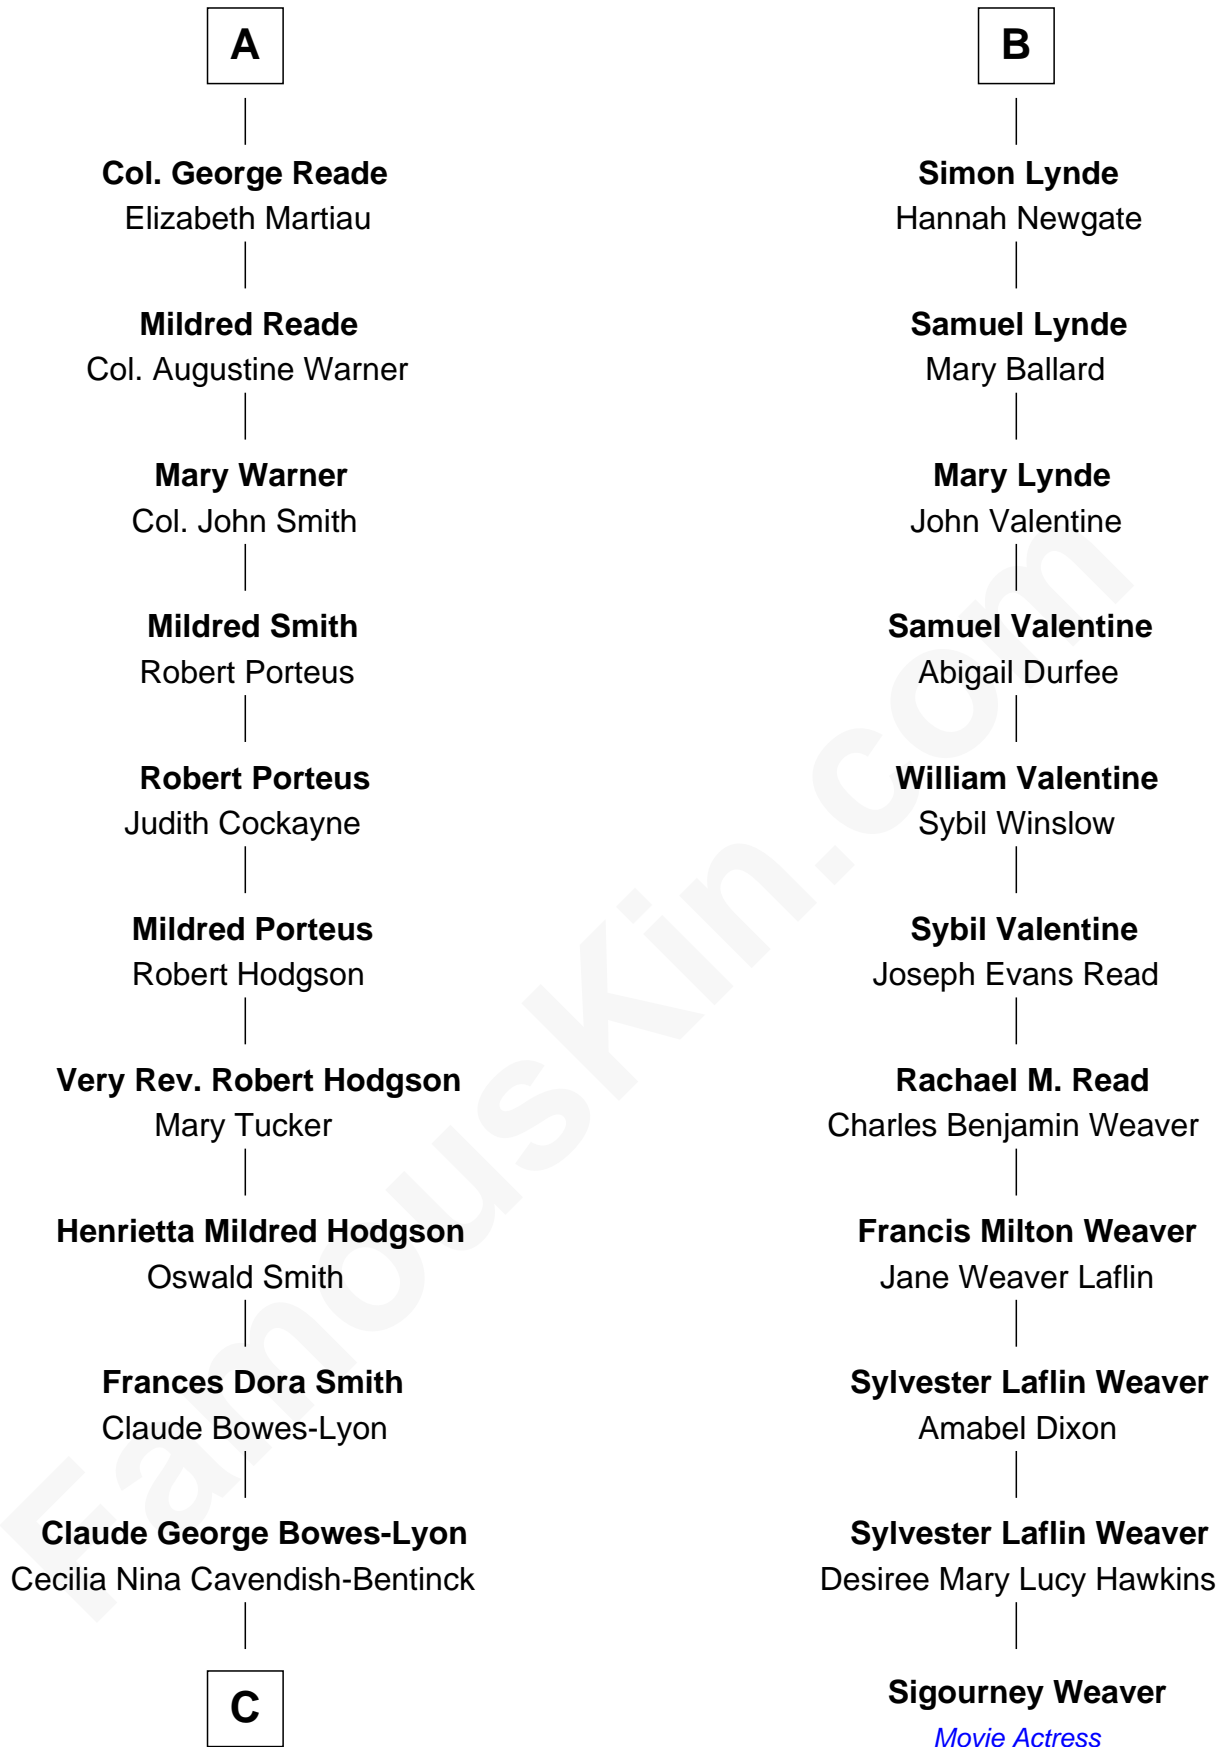 A
Col. George Reade
Elizabeth Martiau
Mildred Reade
Col. Augustine Warner
Mary Warner
Col. John Smith
Mildred Smith
Robert Porteus
Robert Porteus
Judith Cockayne
Mildred Porteus
Robert Hodgson
Very Rev. Robert Hodgson
Mary Tucker
Henrietta Mildred Hodgson
Oswald Smith
Frances Dora Smith
Claude Bowes-Lyon
Claude George Bowes-Lyon
Cecilia Nina Cavendish-Bentinck
C
B
Simon Lynde
Hannah Newgate
Samuel Lynde
Mary Ballard
Mary Lynde
John Valentine
Samuel Valentine
Abigail Durfee
William Valentine
Sybil Winslow
Sybil Valentine
Joseph Evans Read
Rachael M. Read
Charles Benjamin Weaver
Francis Milton Weaver
Jane Weaver Laflin
Sylvester Laflin Weaver
Amabel Dixon
Sylvester Laflin Weaver
Desiree Mary Lucy Hawkins
Sigourney Weaver
Movie Actress
FamousKin.com